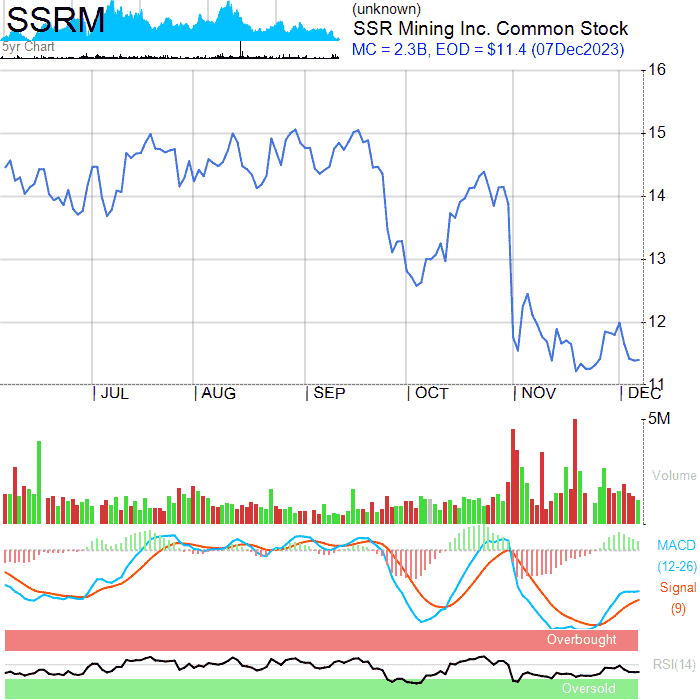 SSRM
5yr Chart
(unknown)
SSR Mining Inc. Common Stock
MC = 2.3B, EOD = $11.4 (07Dec2023)
16
15
14
13
12
11
JUL AUG SEP OCT NOV DEC
5M
Volume
MACD
(12-26)
Signal
(9)
Overbought
RSI(14)
Oversold